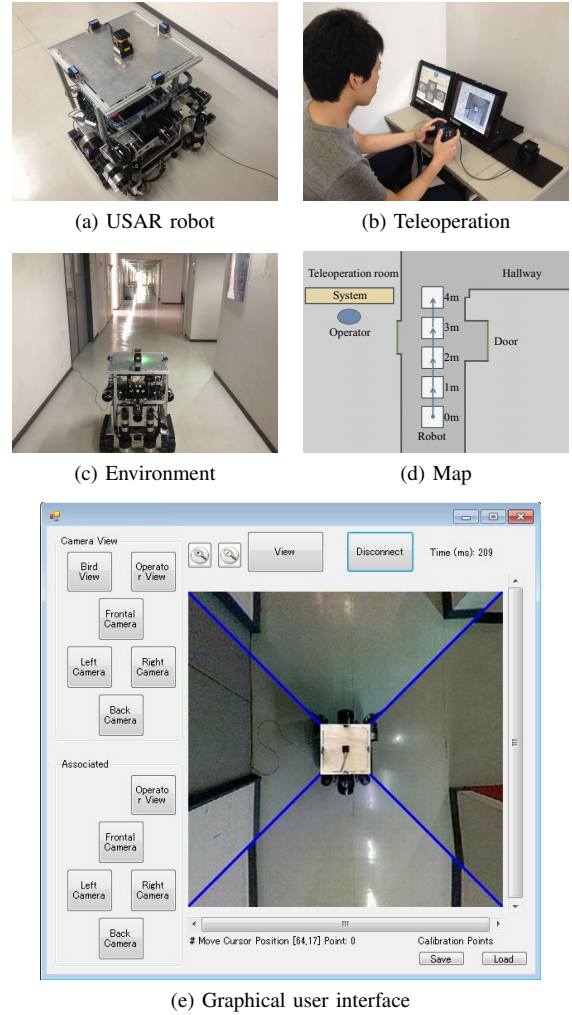 (a) USAR robot
(b) Teleoperation
Teleoperation room
Hallway
System
Operator
4m
3m
2m
1m
0m
Door
Robot
(c) Environment
(d) Map
Camera View
Bird
View
Operato
r View
Frontal
Camera
Left
Camera
Right
Camera
Back
Camera
Associated
Operato
r View
Frontal
Camera
Left
Camera
Right
Camera
Back
Camera
View
Disconnect
Time (ms): 209
# Move Cursor Position [64,17] Point: 0
Calibration Points
Save
Load
(e) Graphical user interface